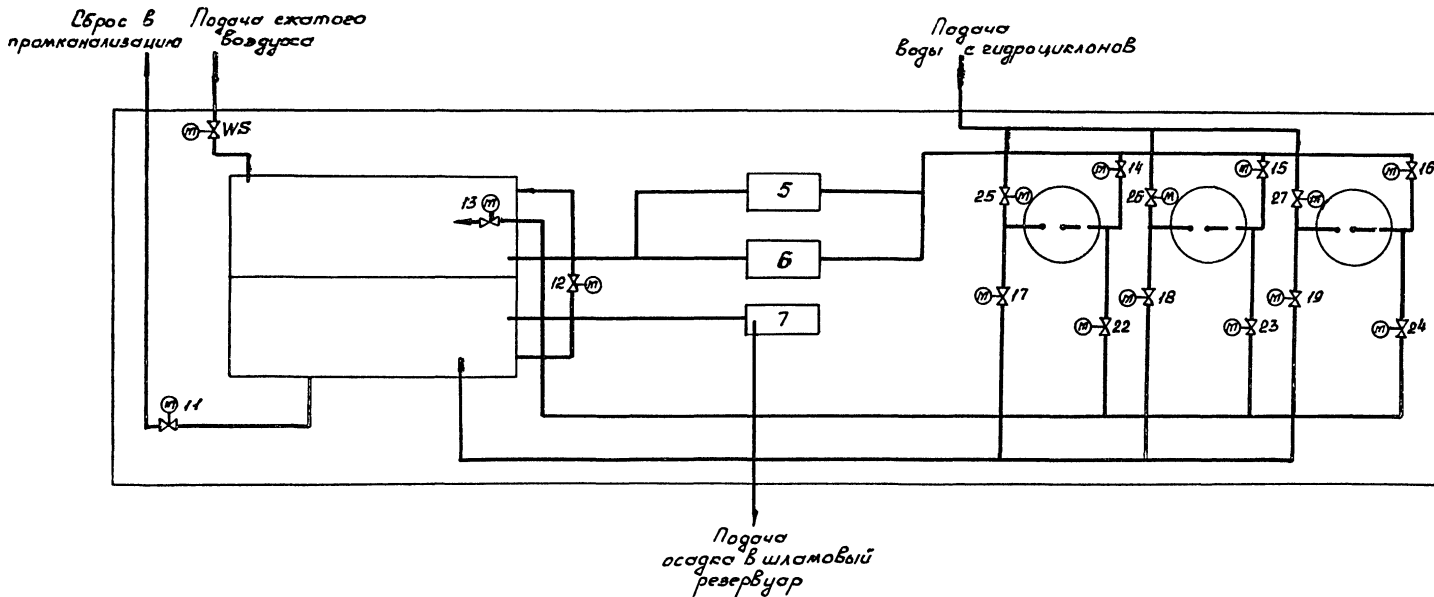 Сброс в
промканализацию
Подача сжатого
воздуха
Подача
воды с гидроциклонов
m WS
m 13
12 m
m 11
5
6
7
25 m
m 14
26 m
m 15
27 m
m 16
m 17
m 18
m 19
m 22
m 23
m 24
Подача
осадка в шламовый
резервуар